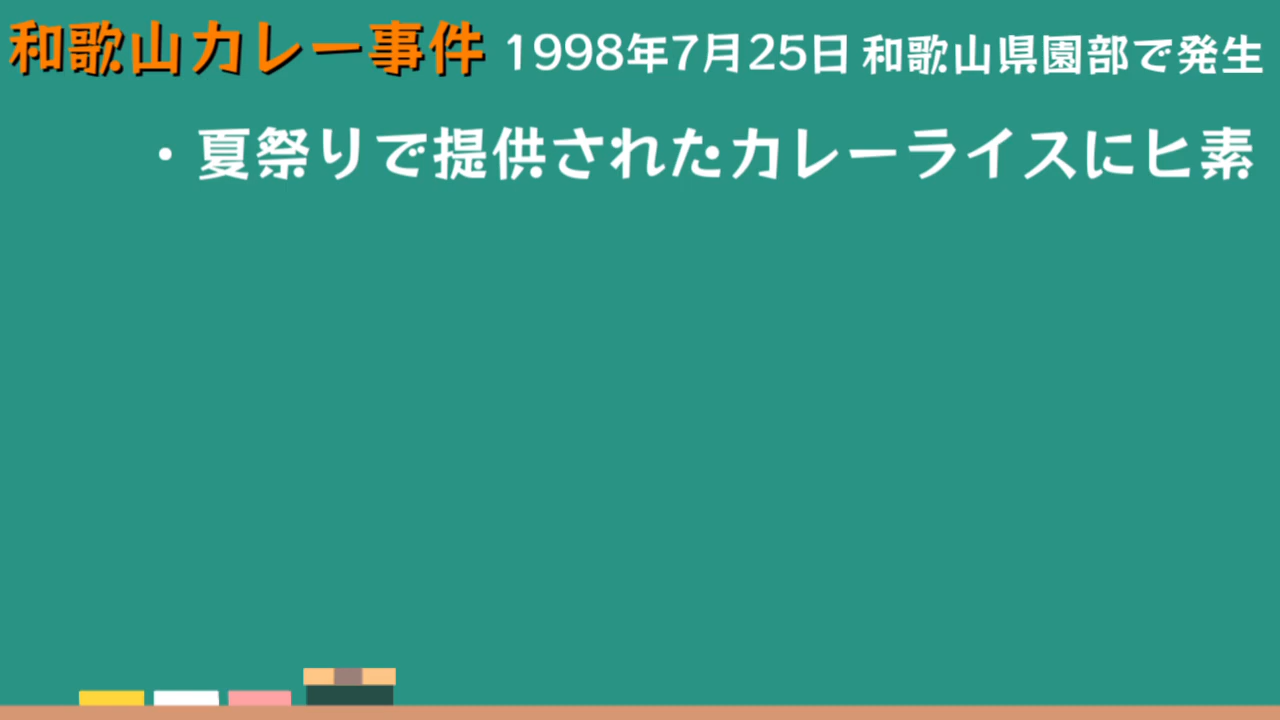 和歌山カレー事件 1998年7月25日 和歌山県園部で発生
・夏祭りで提供されたカレーライスにヒ素